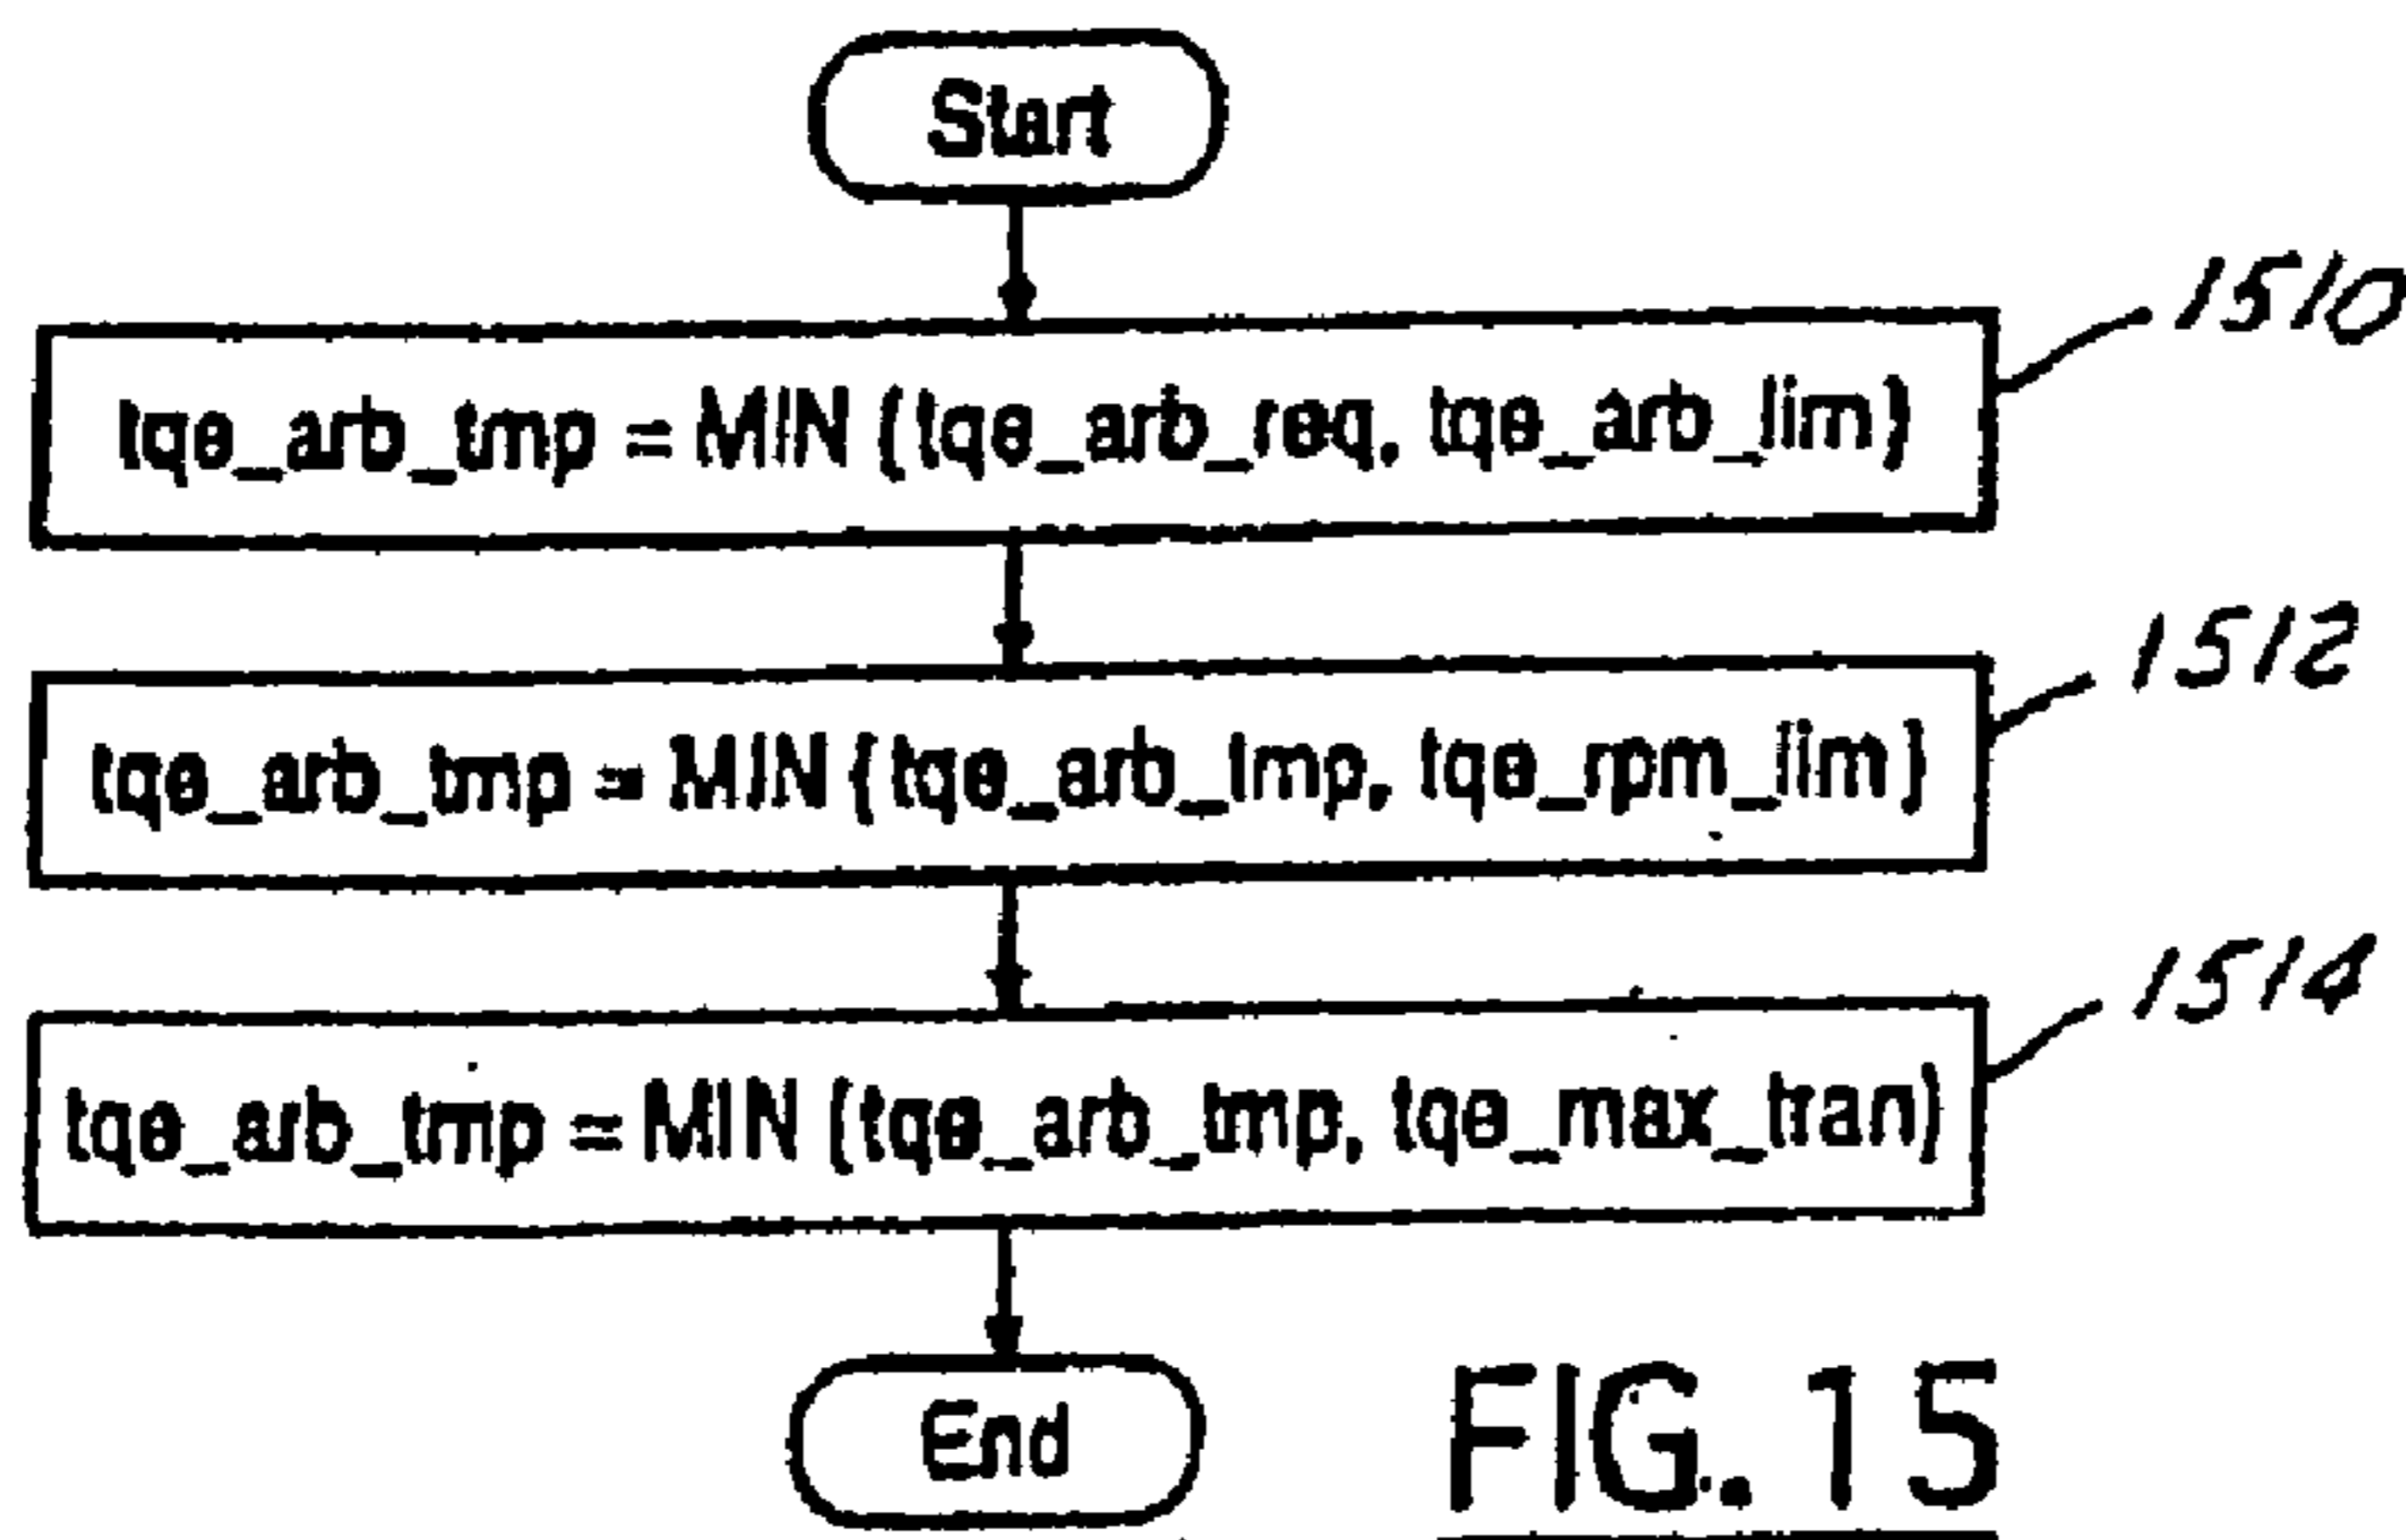 Start
1510
tqe_arb_tmp = MIN (tqe_arb_req, tqe_arb_lim)
1512
tqe_arb_tmp = MIN (tqe_arb_tmp, tqe_rpm_lim)
1514
tqe_arb_tmp = MIN (tqe_arb_tmp, tqe_max_tran)
End
FIG. 15